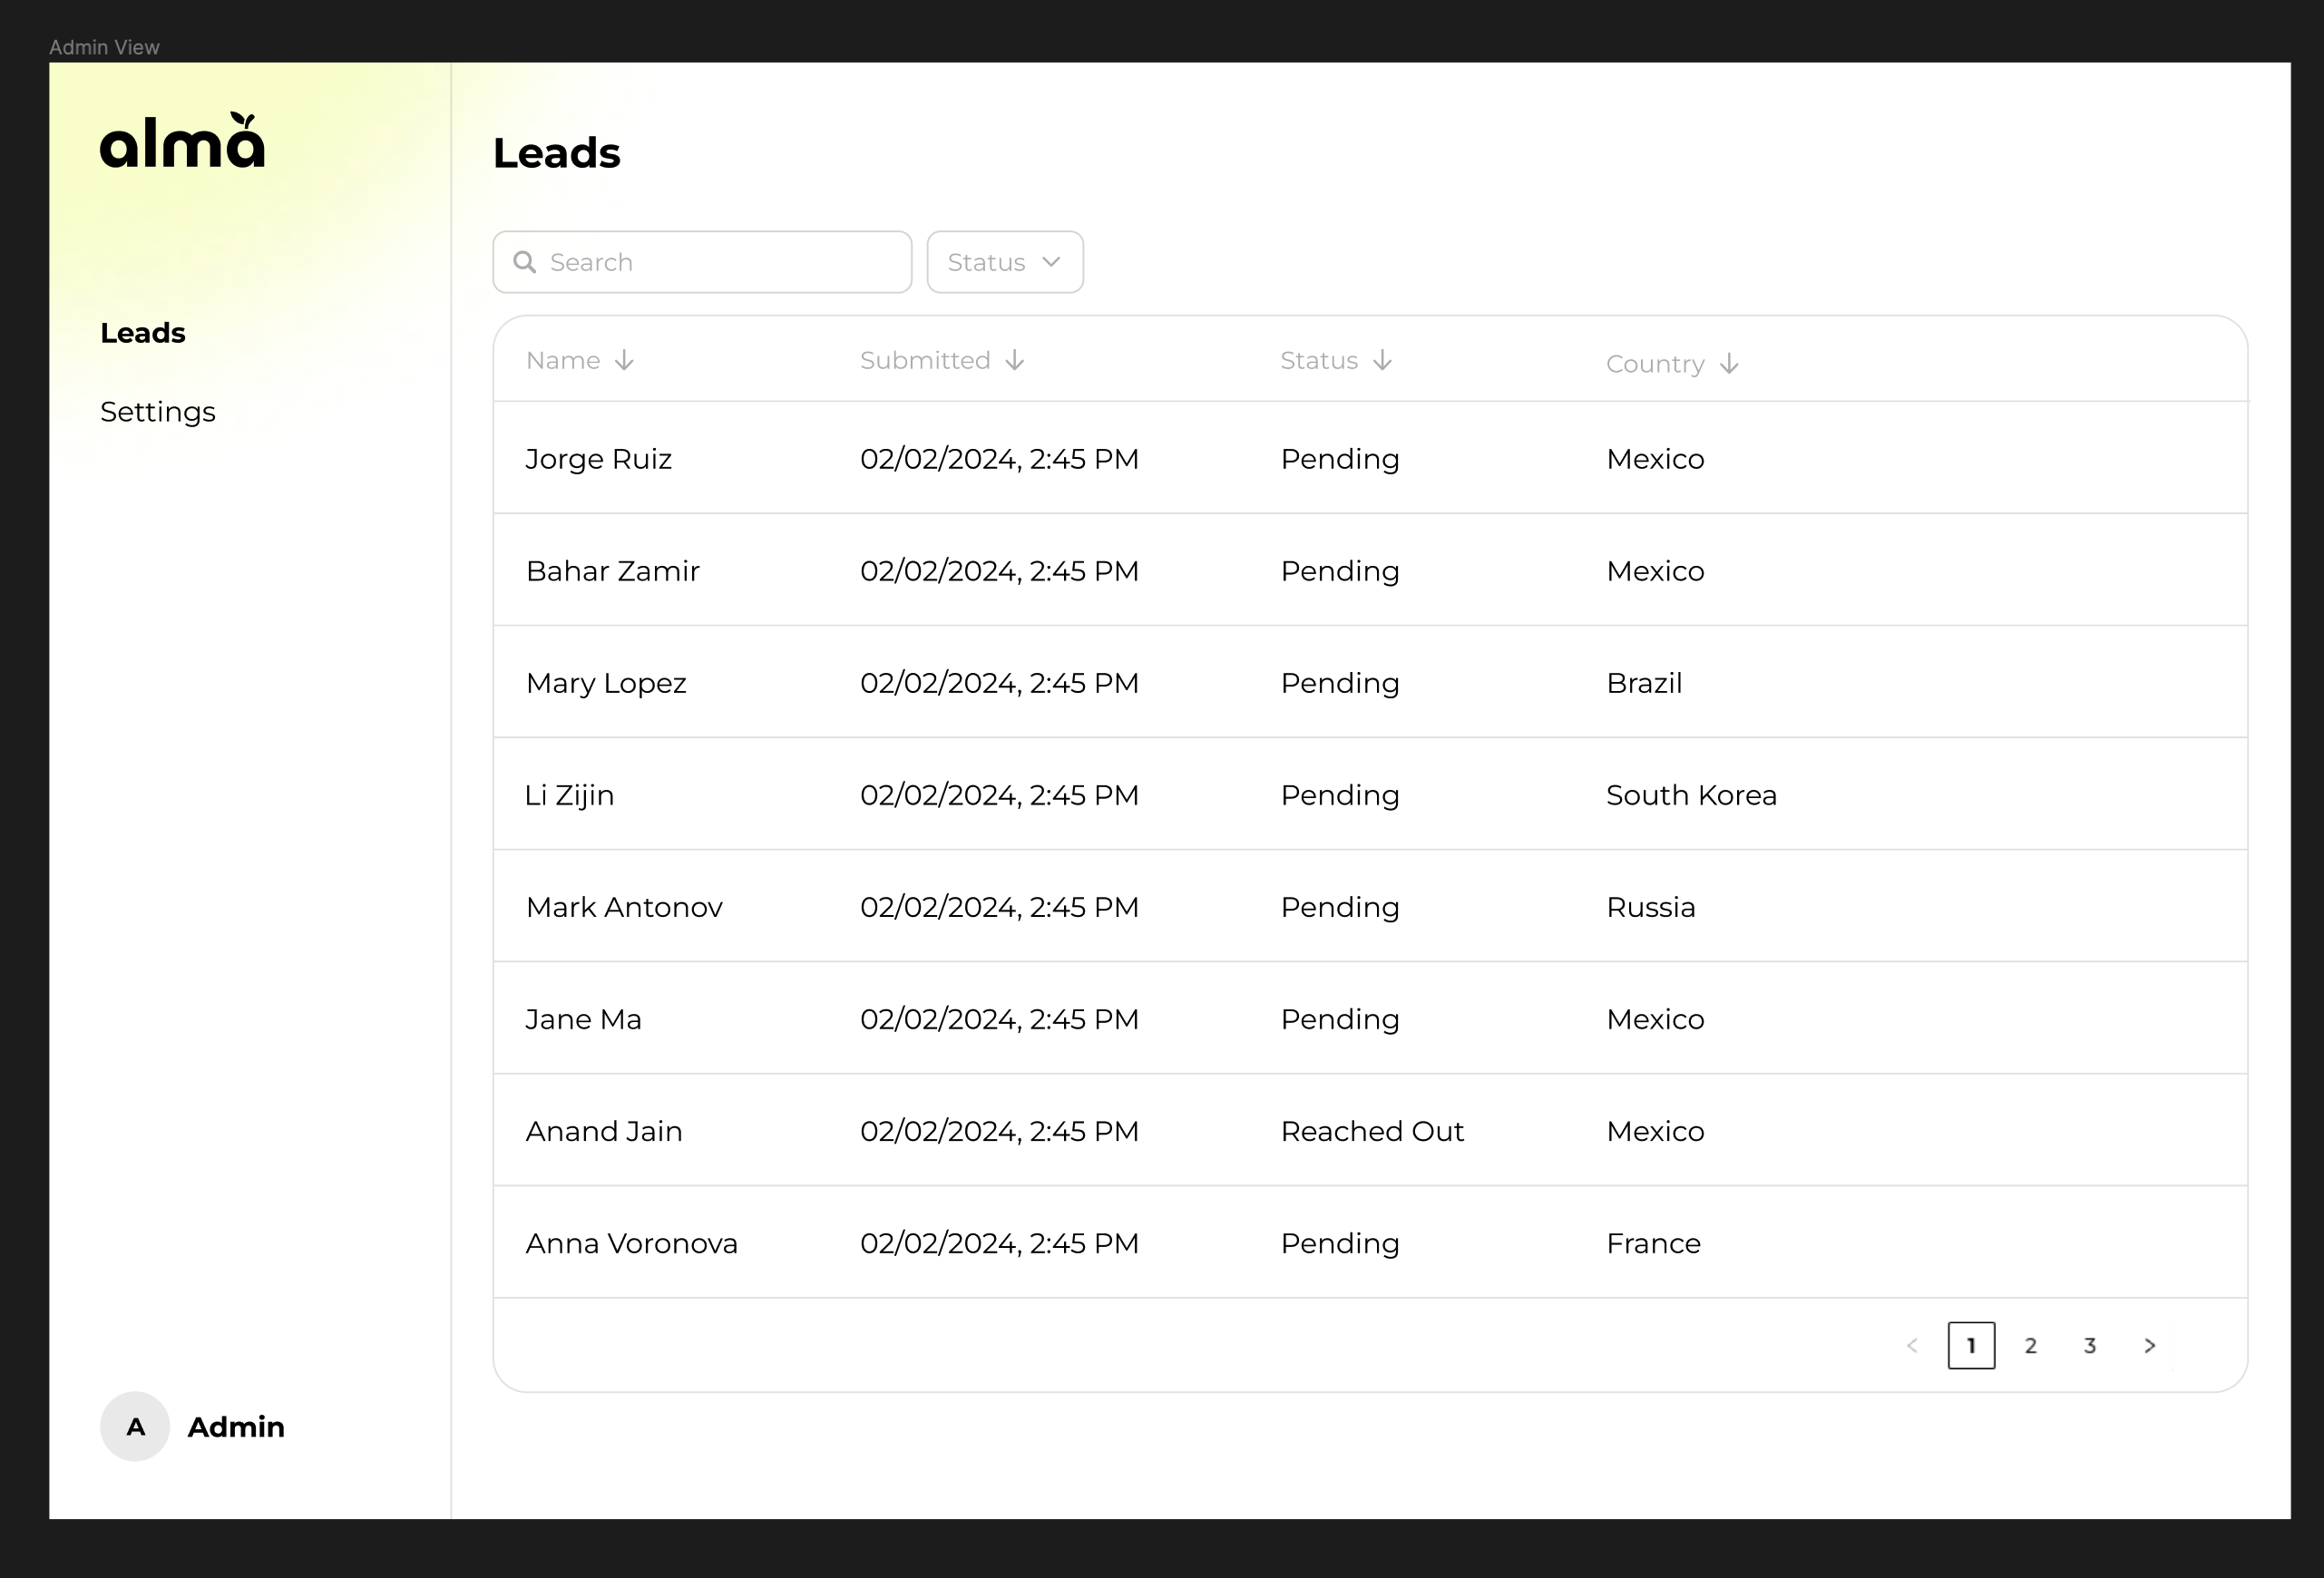 Admin View
almà
Leads
Settings
A Admin
Leads
Search
Status
Name Submitted Status Country
Jorge Ruiz 02/02/2024, 2:45 PM Pending Mexico
Bahar Zamir 02/02/2024, 2:45 PM Pending Mexico
Mary Lopez 02/02/2024, 2:45 PM Pending Brazil
Li Zijin 02/02/2024, 2:45 PM Pending South Korea
Mark Antonov 02/02/2024, 2:45 PM Pending Russia
Jane Ma 02/02/2024, 2:45 PM Pending Mexico
Anand Jain 02/02/2024, 2:45 PM Reached Out Mexico
Anna Voronova 02/02/2024, 2:45 PM Pending France
< 1 2 3 >